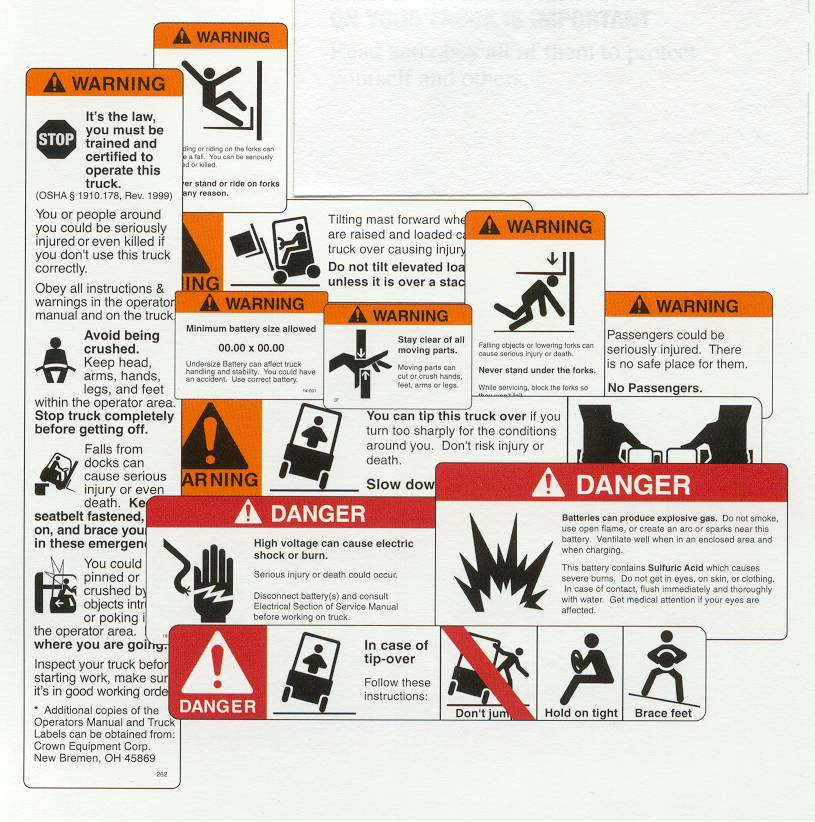 ON YOUR TRUCK IS IMPORTANT
Read and obey all of them to protect
yourself and others.
WARNING
ding or riding on the forks can
e a fall. You can be seriously
ed or killed.
ver stand or ride on forks
any reason.
WARNING
STOP
It's the law,
you must be
trained and
certified to
operate this
truck.
(OSHA § 1910.178, Rev. 1999)
You or people around
you could be seriously
injured or even killed if
you don't use this truck
correctly.
Obey all instructions &
warnings in the operator
manual and on the truck.
Avoid being
crushed.
Keep head,
arms, hands,
legs, and feet
within the operator area.
Stop truck completely
before getting off.
Falls from
docks can
cause serious
injury or even
death. Kee
seatbelt fastened,
on, and brace your
in these emergen
You could
pinned or
crushed by
objects intr
or poking i
the operator area.
where you are going.
Inspect your truck befor
starting work, make sur
it's in good working orde
* Additional copies of the
Operators Manual and Truck
Labels can be obtained from:
Crown Equipment Corp.
New Bremen, OH 45869
262
ING
Tilting mast forward whe
are raised and loaded ca
truck over causing injury
Do not tilt elevated loa
unless it is over a stac
WARNING
Falling objects or lowering forks can
cause serious injury or death.
Never stand under the forks.
While servicing, block the forks so
they won't fall.
WARNING
Minimum battery size allowed
00.00 x 00.00
Undersize Battery can affect truck
handling and stability. You could have
an accident. Use correct battery.
14-001
WARNING
Stay clear of all
moving parts.
Moving parts can
cut or crush hands,
feet, arms or legs.
07
WARNING
Passengers could be
seriously injured. There
is no safe place for them.
No Passengers.
ARNING
You can tip this truck over if you
turn too sharply for the conditions
around you. Don't risk injury or
death.
Slow dow
DANGER
High voltage can cause electric
shock or burn.
Serious injury or death could occur.
Disconnect battery(s) and consult
Electrical Section of Service Manual
before working on truck.
DANGER
Batteries can produce explosive gas. Do not smoke,
use open flame, or create an arc or sparks near this
battery. Ventilate well when in an enclosed area and
when charging.
This battery contains Sulfuric Acid which causes
severe burns. Do not get in eyes, on skin, or clothing.
In case of contact, flush immediately and thoroughly
with water. Get medical attention if your eyes are
affected.
DANGER
In case of
tip-over
Follow these
instructions:
Don't jump
Hold on tight
Brace feet